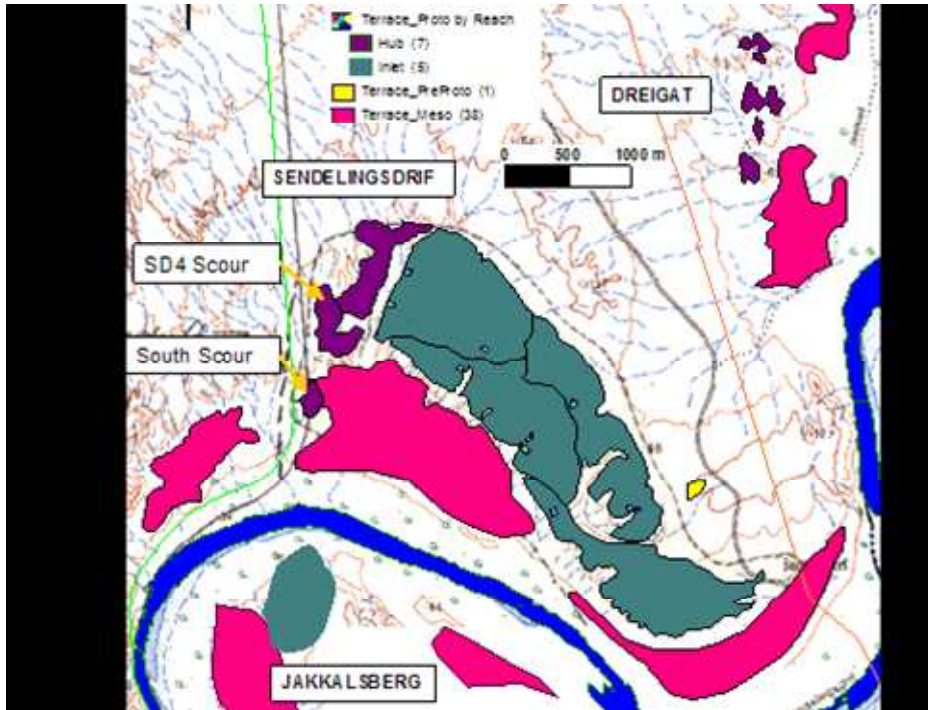 Terrace_Proto by Reach
Hub (7)
Inlet (5)
Terrace_PreProto (1)
Terrace_Meso (38)
DREIGAT
0 500 1000 m
SENDELINGSDRIF
SD4 Scour
South Scour
JAKKALSBERG